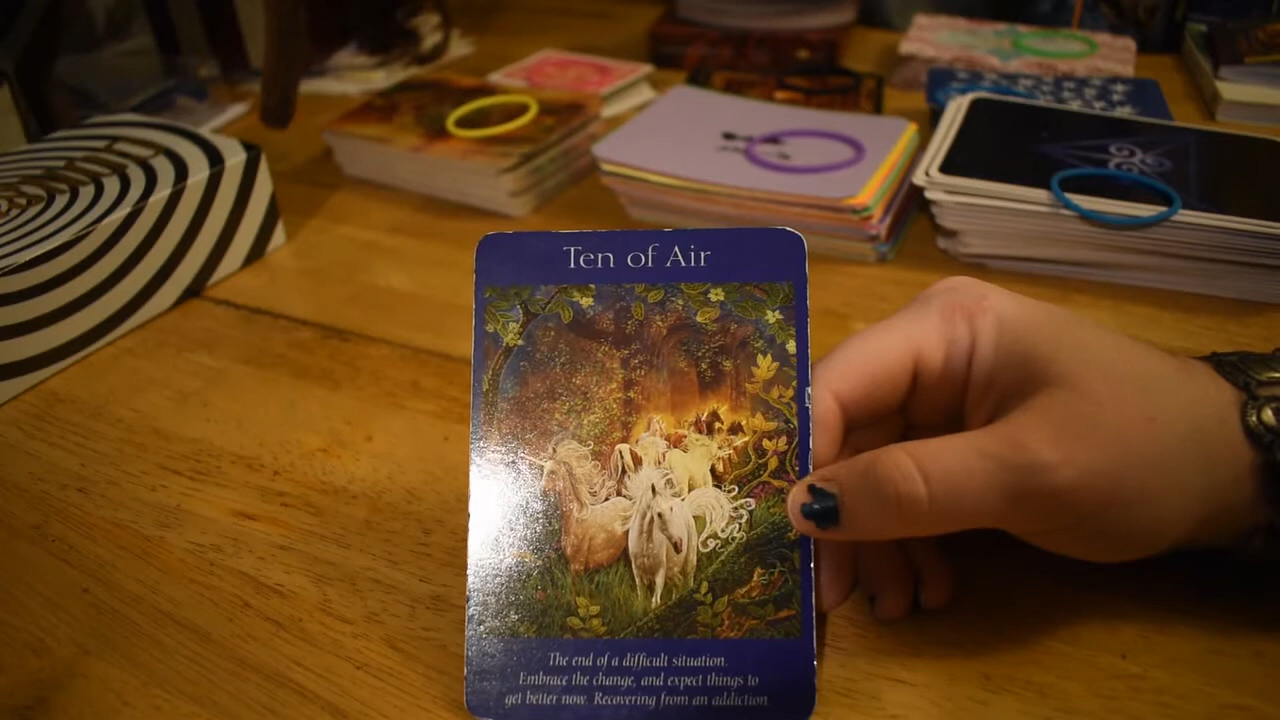 Ten of Air
The end of a difficult situation.
Embrace the change, and expect things to
get better now. Recovering from an addiction.